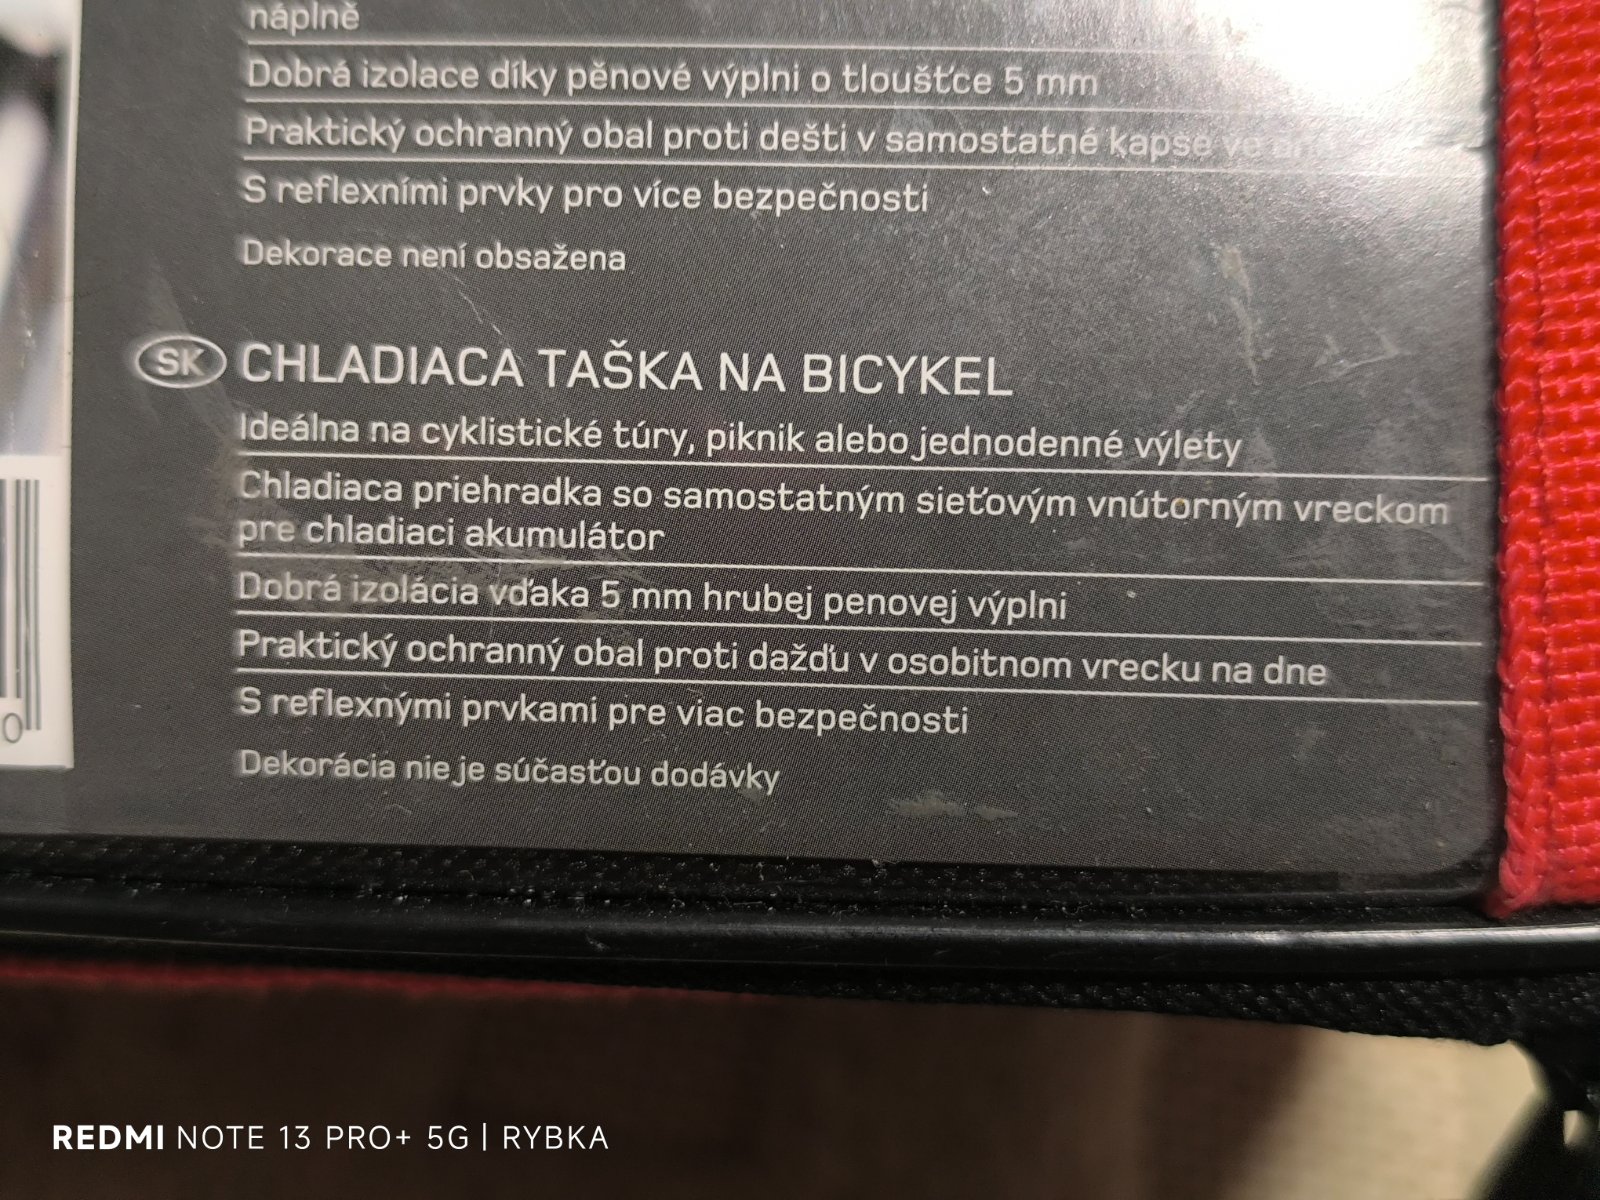 náplně
Dobrá izolace díky pěnové výplni o tloušťce 5 mm
Praktický ochranný obal proti dešti v samostatné kapse ve
S reflexními prvky pro více bezpečnosti
Dekorace není obsažena
SK CHLADIACA TAŠKA NA BICYKEL
Ideálna na cyklistické túry, piknik alebo jednodenné výlety
Chladiaca priehradka so samostatným sieťovým vnútorným vreckom
pre chladiaci akumulátor
Dobrá izolácia vďaka 5 mm hrubej penovej výplni
Praktický ochranný obal proti dažďu v osobitnom vrecku na dne
S reflexnými prvkami pre viac bezpečnosti
Dekorácia nie je súčasťou dodávky
0
REDMI NOTE 13 PRO+ 5G | RYBKA